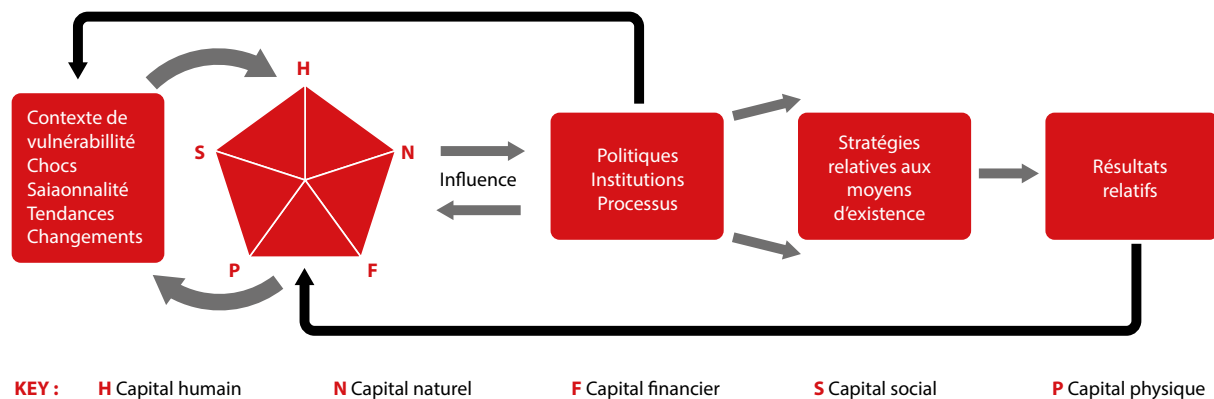 Contexte de
vulnérabillité
Chocs
Saiaonnalité
Tendances
Changements
H
S
N
P
F
Influence
Politiques
Institutions
Processus
Stratégies
relatives aux
moyens
d'existence
Résultats
relatifs
KEY : H Capital humain N Capital naturel F Capital financier S Capital social P Capital physique